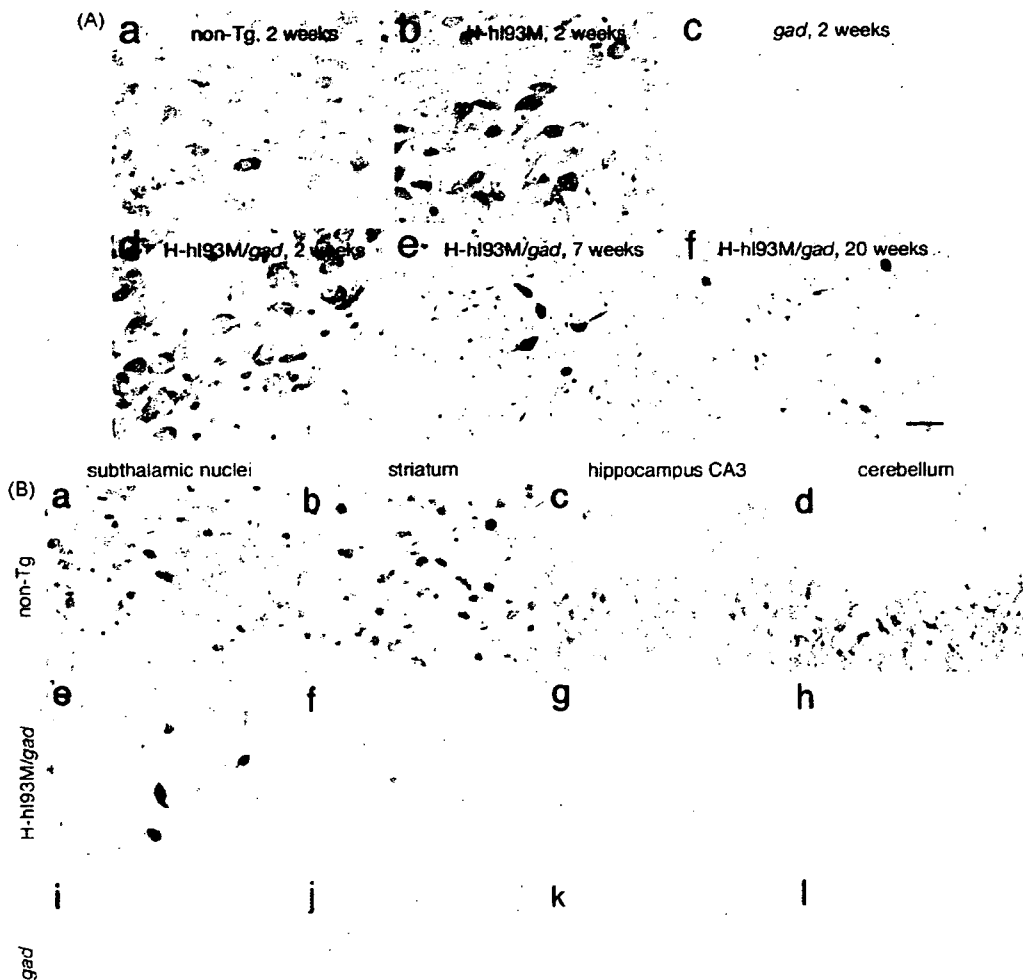 (A) a non-Tg, 2 weeks b H-hI93M, 2 weeks c gad, 2 weeks
d H-hI93M/gad, 2 weeks e H-hI93M/gad, 7 weeks f H-hI93M/gad, 20 weeks
subthalamic nuclei striatum hippocampus CA3 cerebellum
(B) a b c d
non-Tg
e f g h
H-hI93M/gad
i j k l
gad